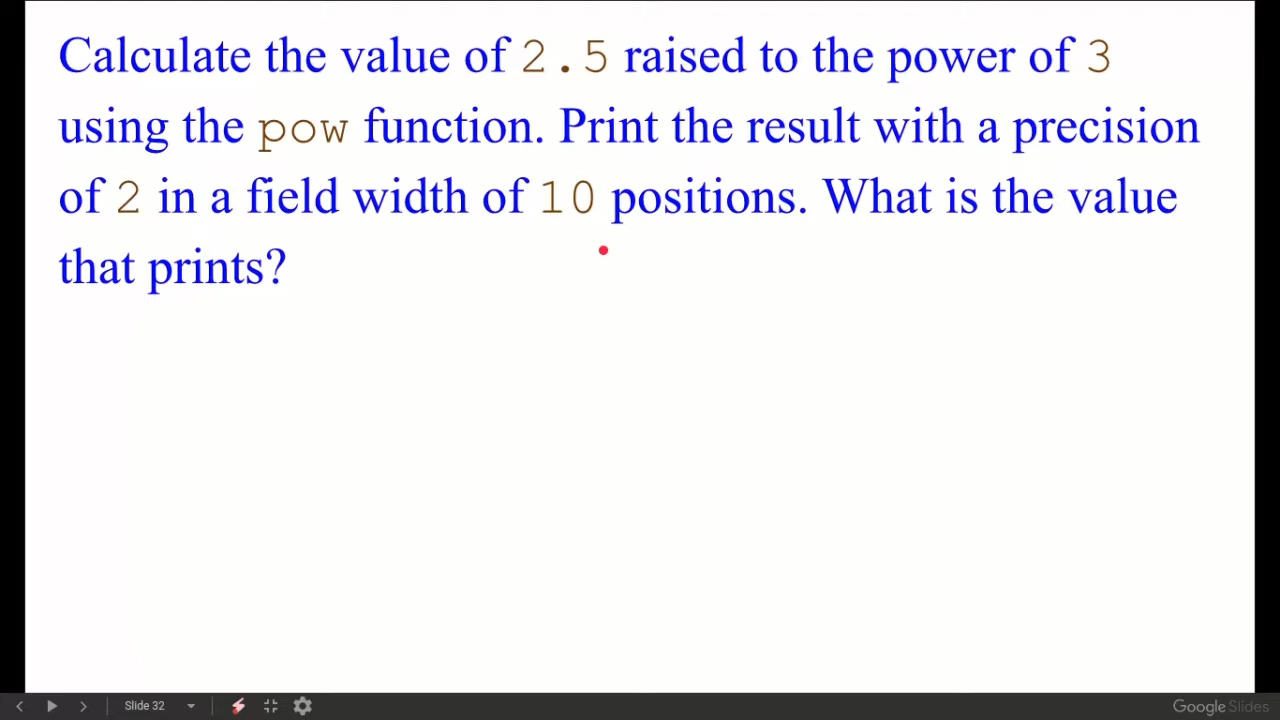 Calculate the value of 2.5 raised to the power of 3
using the pow function. Print the result with a precision
of 2 in a field width of 10 positions. What is the value
that prints?
Slide 32
Google Slides